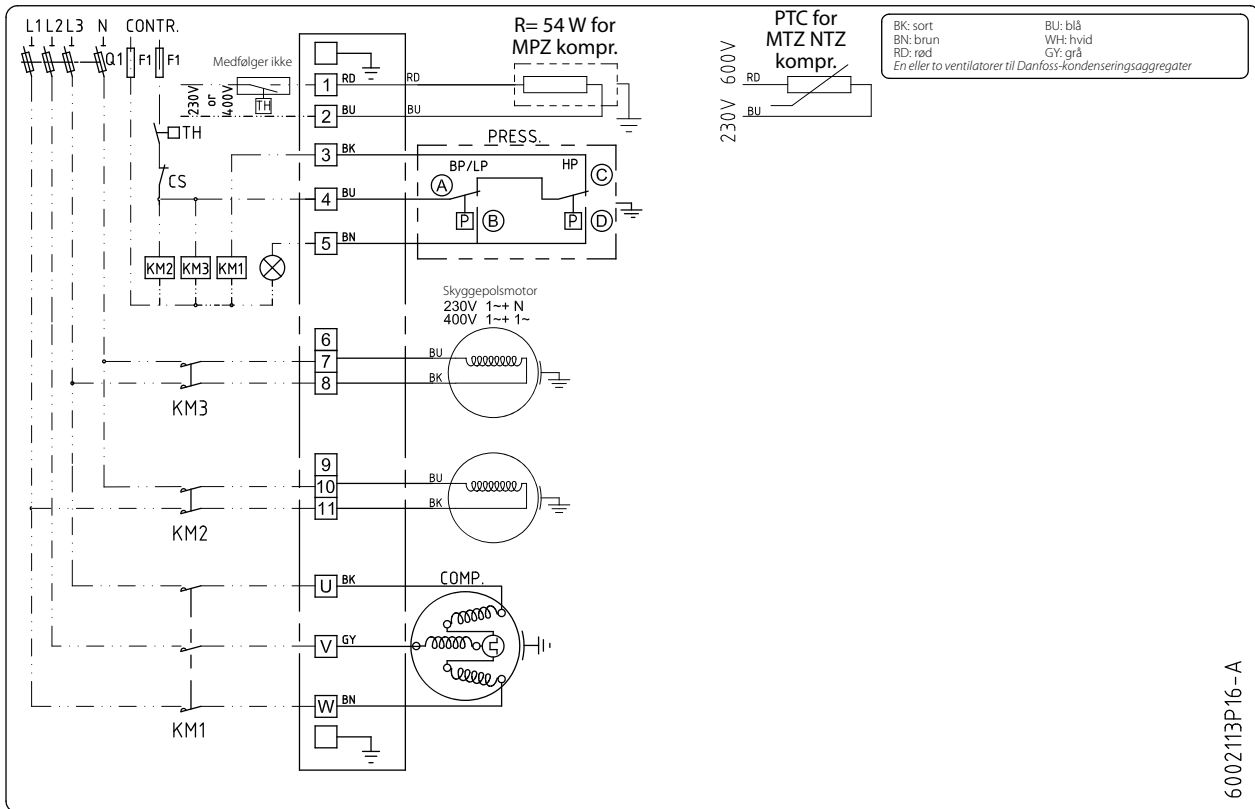 L1 L2 L3 N CONTR.
Q1 F1 F1
Medfølger ikke
230V or 400V
TH
TH
CS
KM2 KM3 KM1
1 RD RD
2 BU BU
3 BK
4 BU
5 BN
R= 54 W for
MPZ kompr.
PTC for
MTZ NTZ
kompr.
230V 600V
RD
BU
BK: sort BU: blå
BN: brun WH: hvid
RD: rød GY: grå
En eller to ventilatorer til Danfoss-kondenseringsaggregater
PRESS.
BP/LP HP
A C
P B P D
Skyggepolsmotor
230V 1~+ N
400V 1~+ 1~
6
7 BU
8 BK
KM3
9
10 BU
11 BK
KM2
COMP.
U BK
V GY
W BN
KM1
6002113P16-A